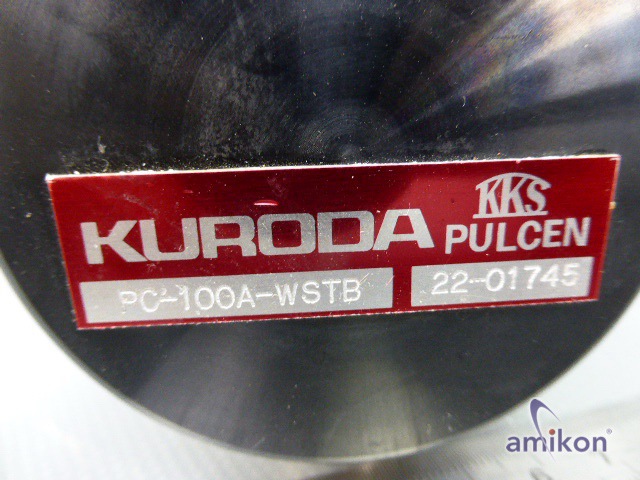 KURODA
KKS
PULCEN
PC-100A-WSTB
22-01745
amikon®